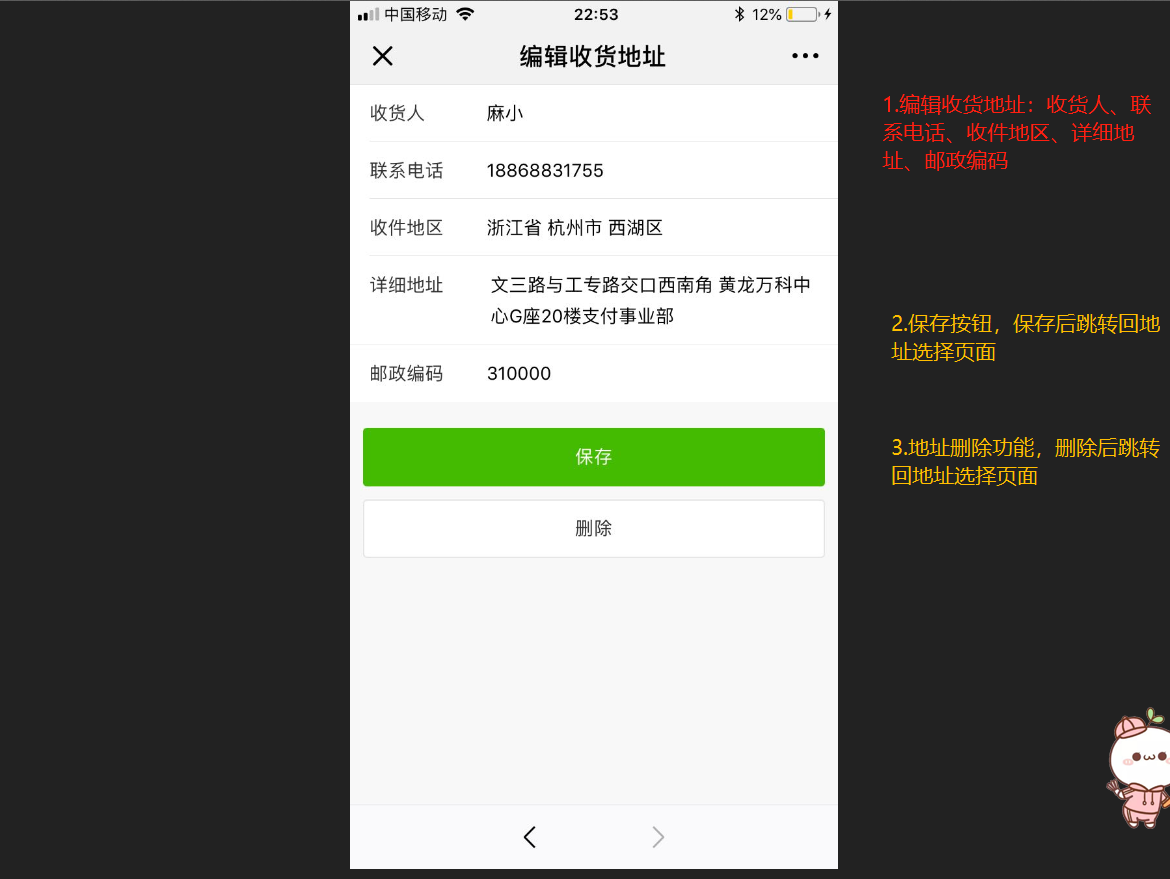 中国移动 22:53 12%
编辑收货地址
收货人 麻小
联系电话 18868831755
收件地区 浙江省 杭州市 西湖区
详细地址 文三路与工专路交口西南角 黄龙万科中
心G座20楼支付事业部
邮政编码 310000
保存
删除
1.编辑收货地址：收货人、联
系电话、收件地区、详细地
址、邮政编码
2.保存按钮，保存后跳转回地
址选择页面
3.地址删除功能，删除后跳转
回地址选择页面